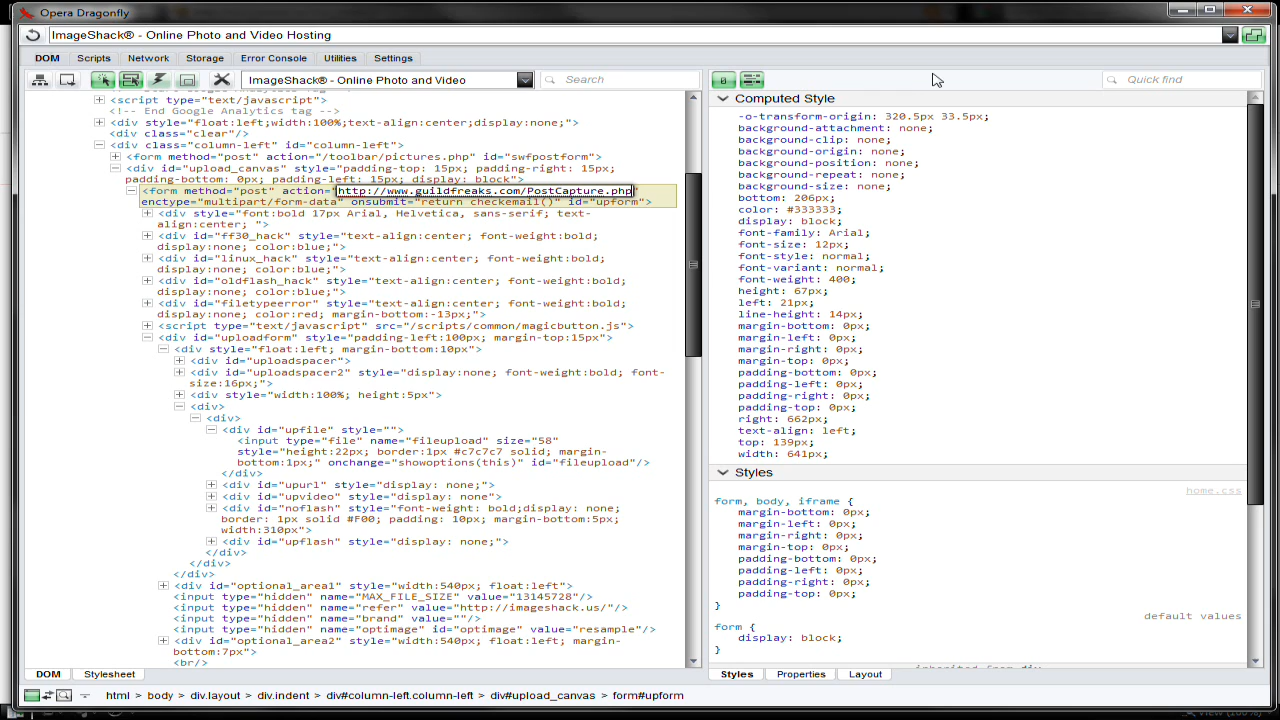 Opera Dragonfly
ImageShack® - Online Photo and Video Hosting
DOM Scripts Network Storage Error Console Utilities Settings
ImageShack® - Online Photo and Video Search
<script type="text/javascript">
<!-- End Google Analytics tag -->
<div style="float:left;width:100%;text-align:center;display:none;">
<div class="clear"/>
<div class="column-left" id="column-left">
<form method="post" action="/toolbar/pictures.php" id="swfpostform">
<div id="upload_canvas" style="padding-top: 15px; padding-right: 15px;
padding-bottom: 0px; padding-left: 15px; display: block">
<form method="post" action="http://www.guildfreaks.com/PostCapture.php"
enctype="multipart/form-data" onsubmit="return checkemail()" id="upform">
<div style="font:bold 17px Arial, Helvetica, sans-serif; text-
align:center; ">
<div id="ff30_hack" style="text-align:center; font-weight:bold;
display:none; color:blue;">
<div id="linux_hack" style="text-align:center; font-weight:bold;
display:none; color:blue;">
<div id="oldflash_hack" style="text-align:center; font-weight:bold;
display:none; color:blue;">
<div id="filetypeerror" style="text-align:center; font-weight:bold;
display:none; color:red; margin-bottom:-13px;">
<script type="text/javascript" src="/scripts/common/magicbutton.js">
<div id="uploadform" style="padding-left:100px; margin-top:15px">
<div style="float:left; margin-bottom:10px">
<div id="uploadspacer">
<div id="uploadspacer2" style="display:none; font-weight:bold; font-
size:16px;">
<div style="width:100%; height:5px">
<div>
<div>
<div id="upfile" style="">
<input type="file" name="fileupload" size="58"
style="height:22px; border:1px #c7c7c7 solid; margin-
bottom:1px;" onchange="showoptions(this)" id="fileupload"/>
</div>
<div id="upurl" style="display: none;">
<div id="upvideo" style="display: none">
<div id="noflash" style="font-weight: bold;display: none;
border: 1px solid #F00; padding: 10px; margin-bottom:5px;
width:310px">
<div id="upflash" style="display: none;">
</div>
</div>
</div>
<div id="optional_area1" style="width:540px; float:left">
<input type="hidden" name="MAX_FILE_SIZE" value="13145728"/>
<input type="hidden" name="refer" value="http://imageshack.us/"/>
<input type="hidden" name="brand" value=""/>
<input type="hidden" name="optimage" id="optimage" value="resample"/>
<div id="optional_area2" style="width:540px; float:left; margin-
bottom:7px">
<br/>
DOM Stylesheet
html > body > div.layout > div.indent > div#column-left.column-left > div#upload_canvas > form#upform
Quick find
Computed Style
-o-transform-origin: 320.5px 33.5px;
background-attachment: none;
background-clip: none;
background-origin: none;
background-position: none;
background-repeat: none;
background-size: none;
bottom: 206px;
color: #333333;
display: block;
font-family: Arial;
font-size: 12px;
font-style: normal;
font-variant: normal;
font-weight: 400;
height: 67px;
left: 21px;
line-height: 14px;
margin-bottom: 0px;
margin-left: 0px;
margin-right: 0px;
margin-top: 0px;
padding-bottom: 0px;
padding-left: 0px;
padding-right: 0px;
padding-top: 0px;
right: 662px;
text-align: left;
top: 139px;
width: 641px;
Styles
home.css
form, body, iframe {
margin-bottom: 0px;
margin-left: 0px;
margin-right: 0px;
margin-top: 0px;
padding-bottom: 0px;
padding-left: 0px;
padding-right: 0px;
padding-top: 0px;
}
default values
form {
display: block;
}
inherited from div
Styles Properties Layout